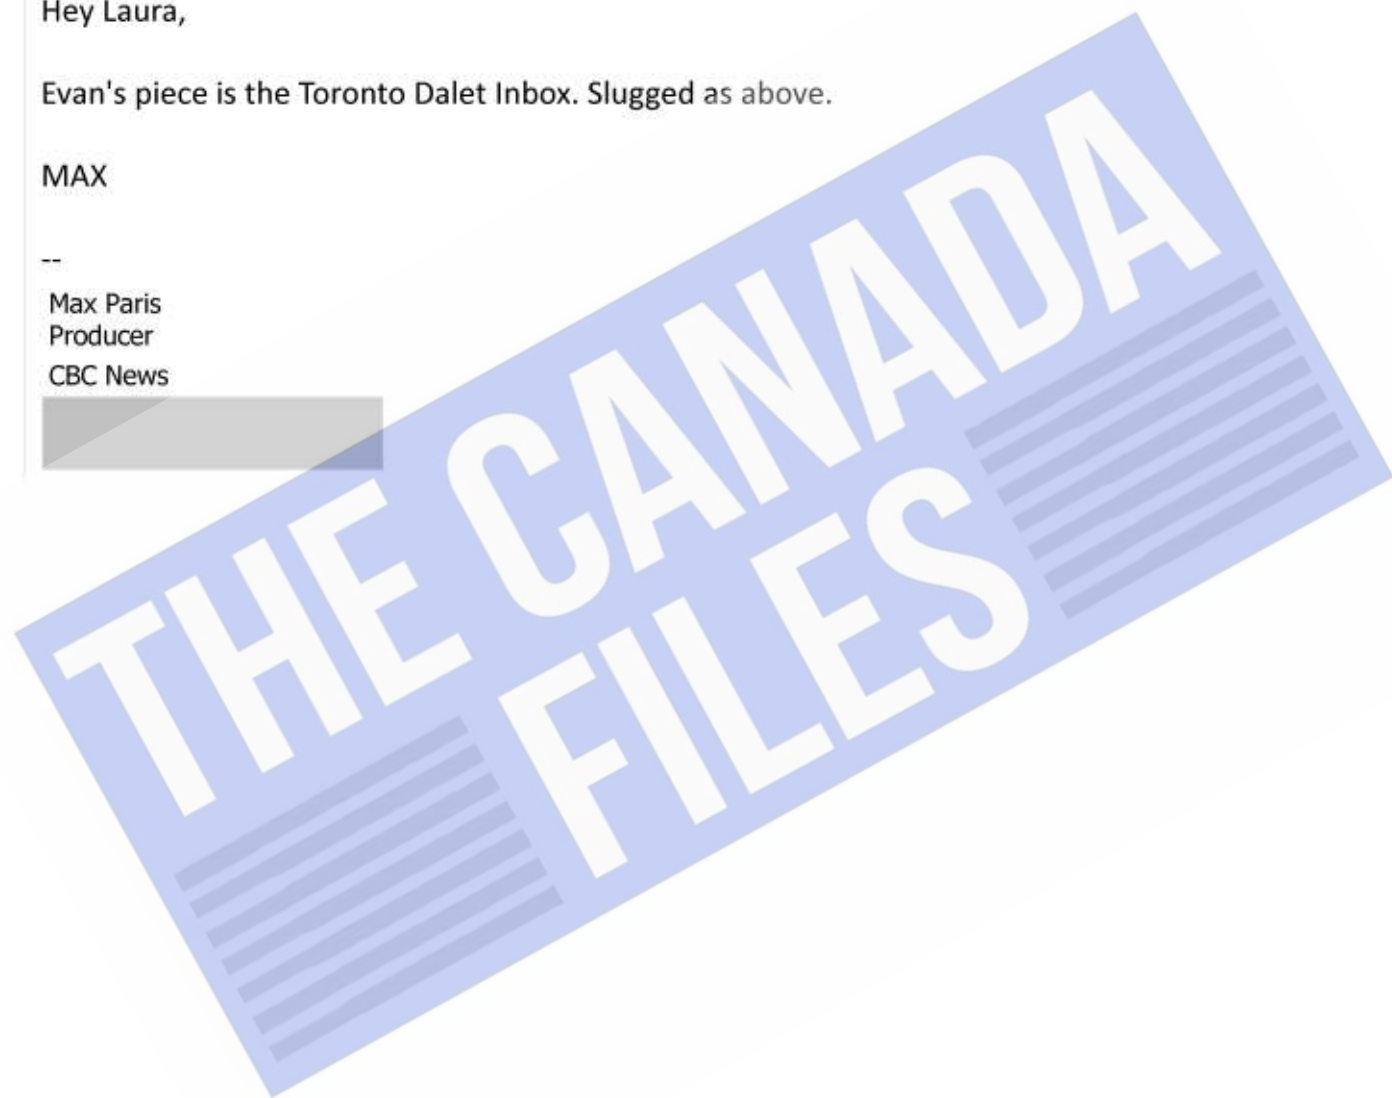 Hey Laura,
Evan's piece is the Toronto Dalet Inbox. Slugged as above.
MAX
--
Max Paris
Producer
CBC News
THE CANADA
FILES